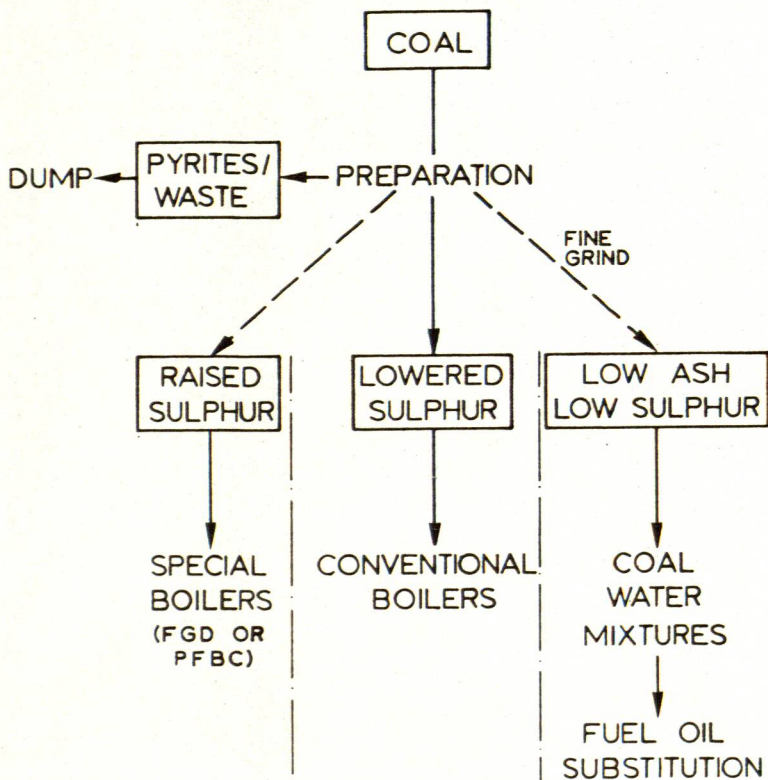 COAL
DUMP
PYRITES/
WASTE
PREPARATION
FINE
GRIND
RAISED
SULPHUR
LOWERED
SULPHUR
LOW ASH
LOW SULPHUR
SPECIAL
BOILERS
(FGD OR
PFBC)
CONVENTIONAL
BOILERS
COAL
WATER
MIXTURES
FUEL OIL
SUBSTITUTION